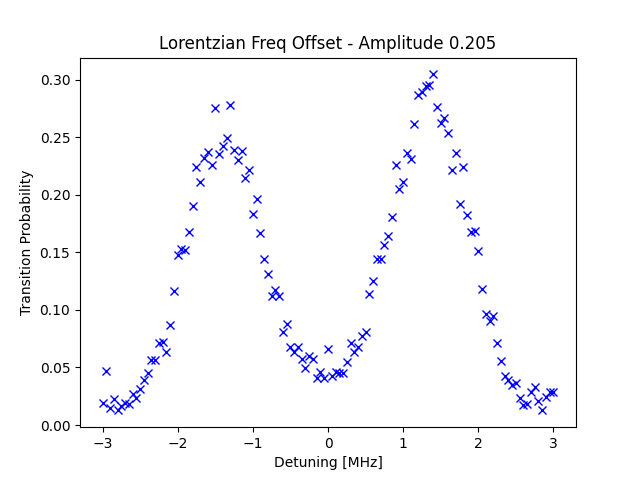 Lorentzian Freq Offset - Amplitude 0.205
Transition Probability
0.30
0.25
0.20
0.15
0.10
0.05
0.00
−3 −2 −1 0 1 2 3
Detuning [MHz]